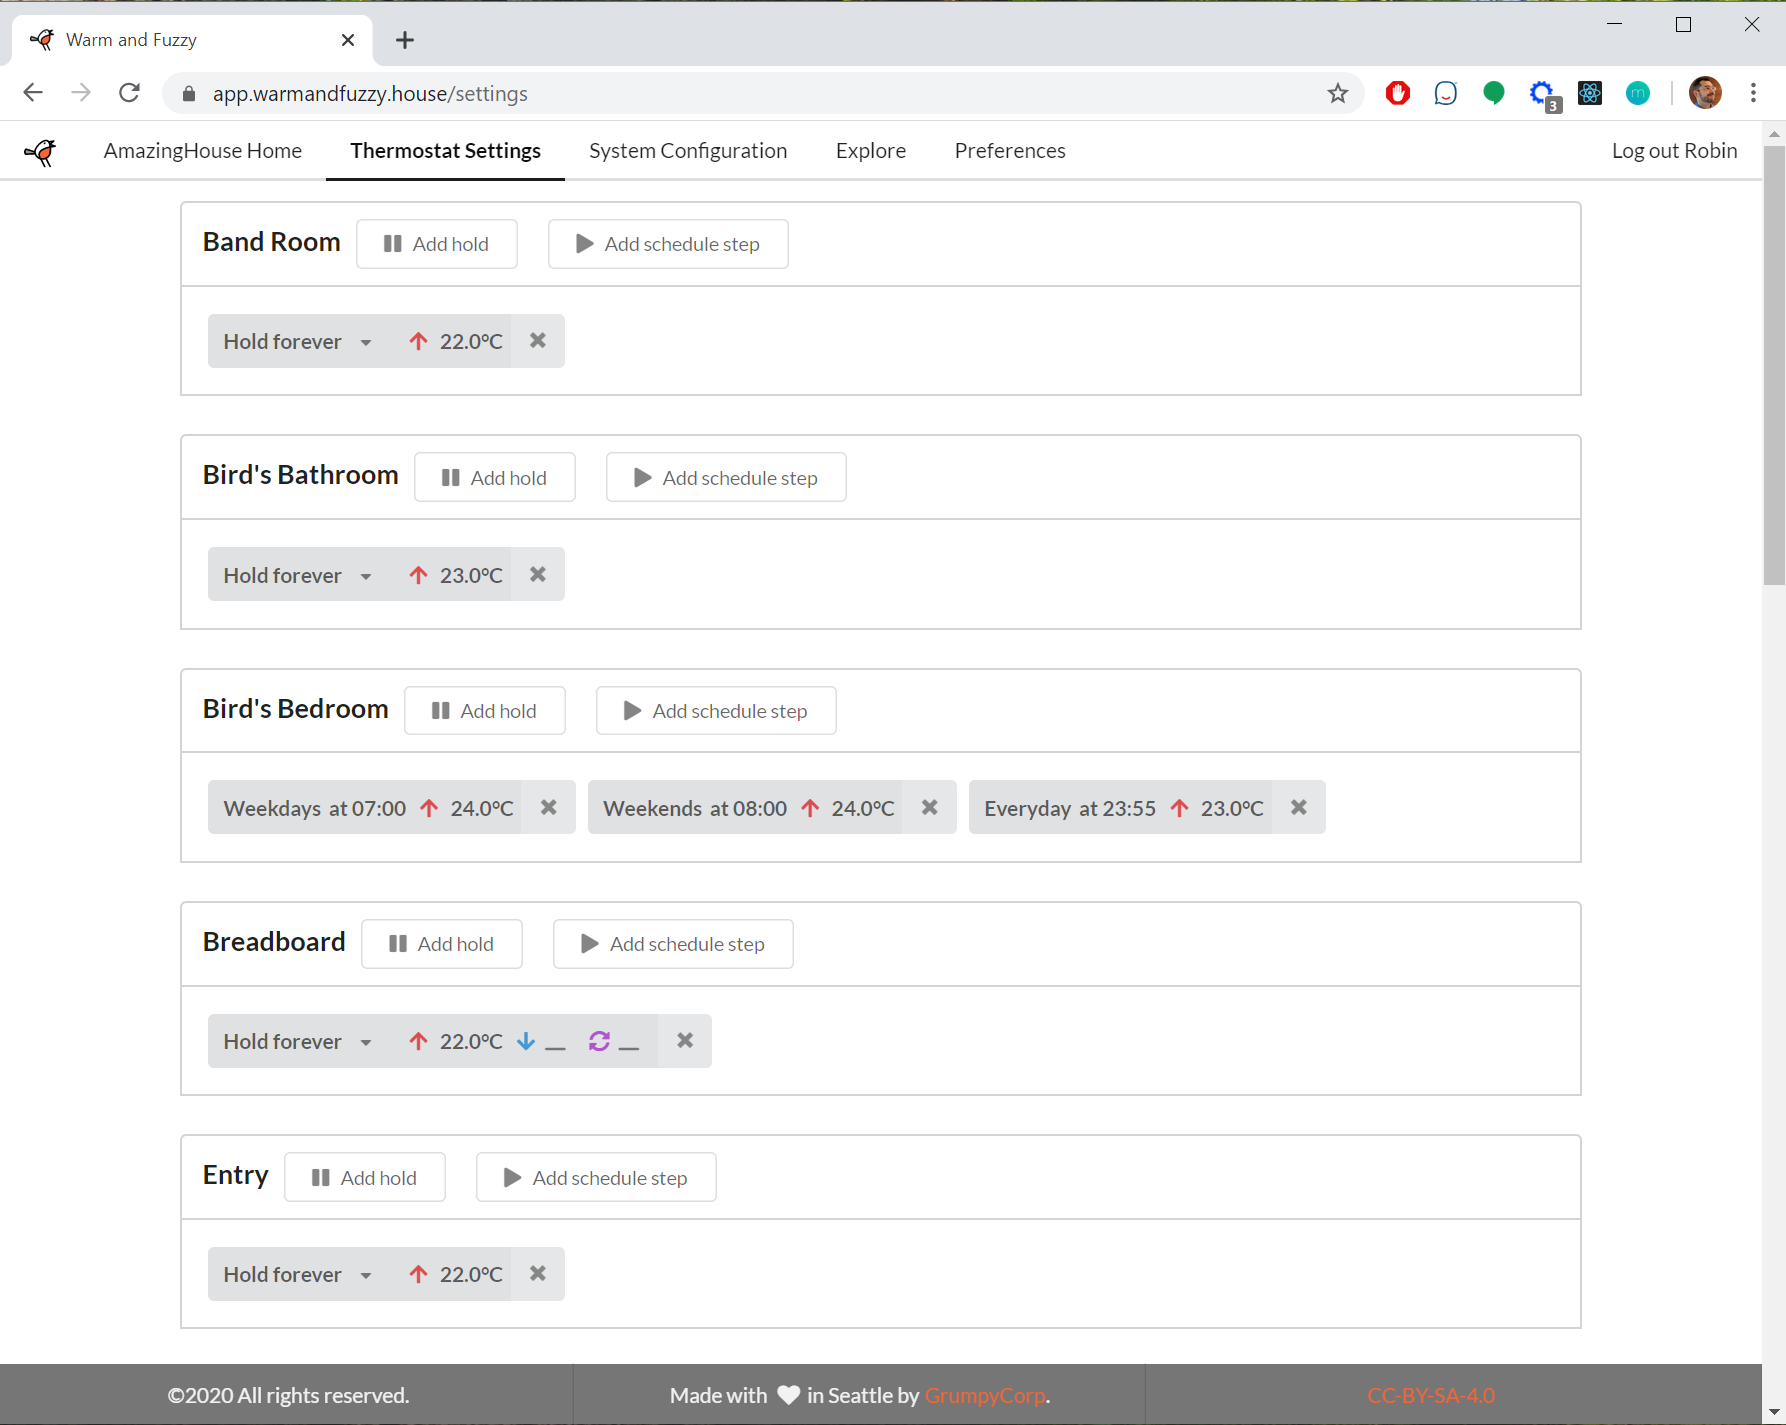 Warm and Fuzzy
app.warmandfuzzy.house/settings
3
m
AmazingHouse Home Thermostat Settings System Configuration Explore Preferences Log out Robin
Band Room Add hold Add schedule step
Hold forever 22.0°C
Bird's Bathroom Add hold Add schedule step
Hold forever 23.0°C
Bird's Bedroom Add hold Add schedule step
Weekdays at 07:00 24.0°C Weekends at 08:00 24.0°C Everyday at 23:55 23.0°C
Breadboard Add hold Add schedule step
Hold forever 22.0°C __ __
Entry Add hold Add schedule step
Hold forever 22.0°C
©2020 All rights reserved. Made with ♥ in Seattle by GrumpyCorp. CC-BY-SA-4.0